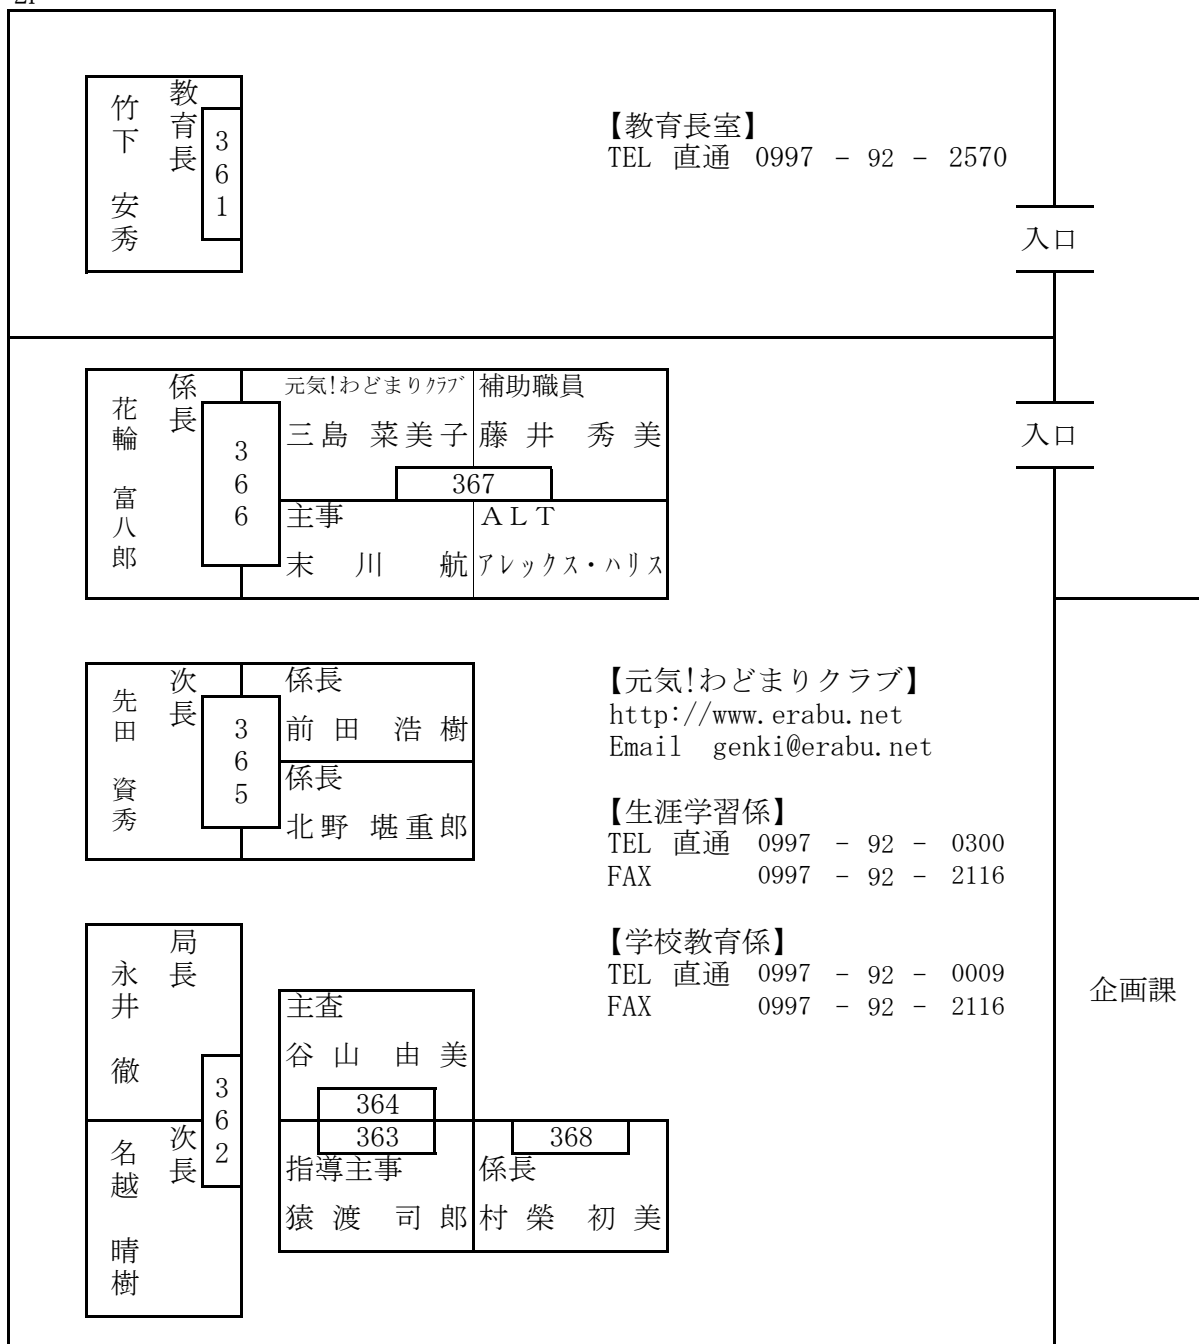 教育長
竹下 安秀
361
【教育長室】
TEL 直通 0997 - 92 - 2570
入口
係長
花輪 富八郎
366
元気!わどまりｸﾗﾌﾞ
三島 菜美子
補助職員
藤井 秀美
367
主事
末川 航
ＡＬＴ
アレックス・ハリス
入口
次長
先田 資秀
365
係長
前田 浩樹
係長
北野 堪重郎
【元気!わどまりクラブ】
http://www.erabu.net
Email genki@erabu.net
【生涯学習係】
TEL 直通 0997 - 92 - 0300
FAX 0997 - 92 - 2116
【学校教育係】
TEL 直通 0997 - 92 - 0009
FAX 0997 - 92 - 2116
企画課
局長
永井 徹
362
次長
名越 晴樹
主査
谷山 由美
364
363
指導主事
猿渡 司郎
368
係長
村榮 初美